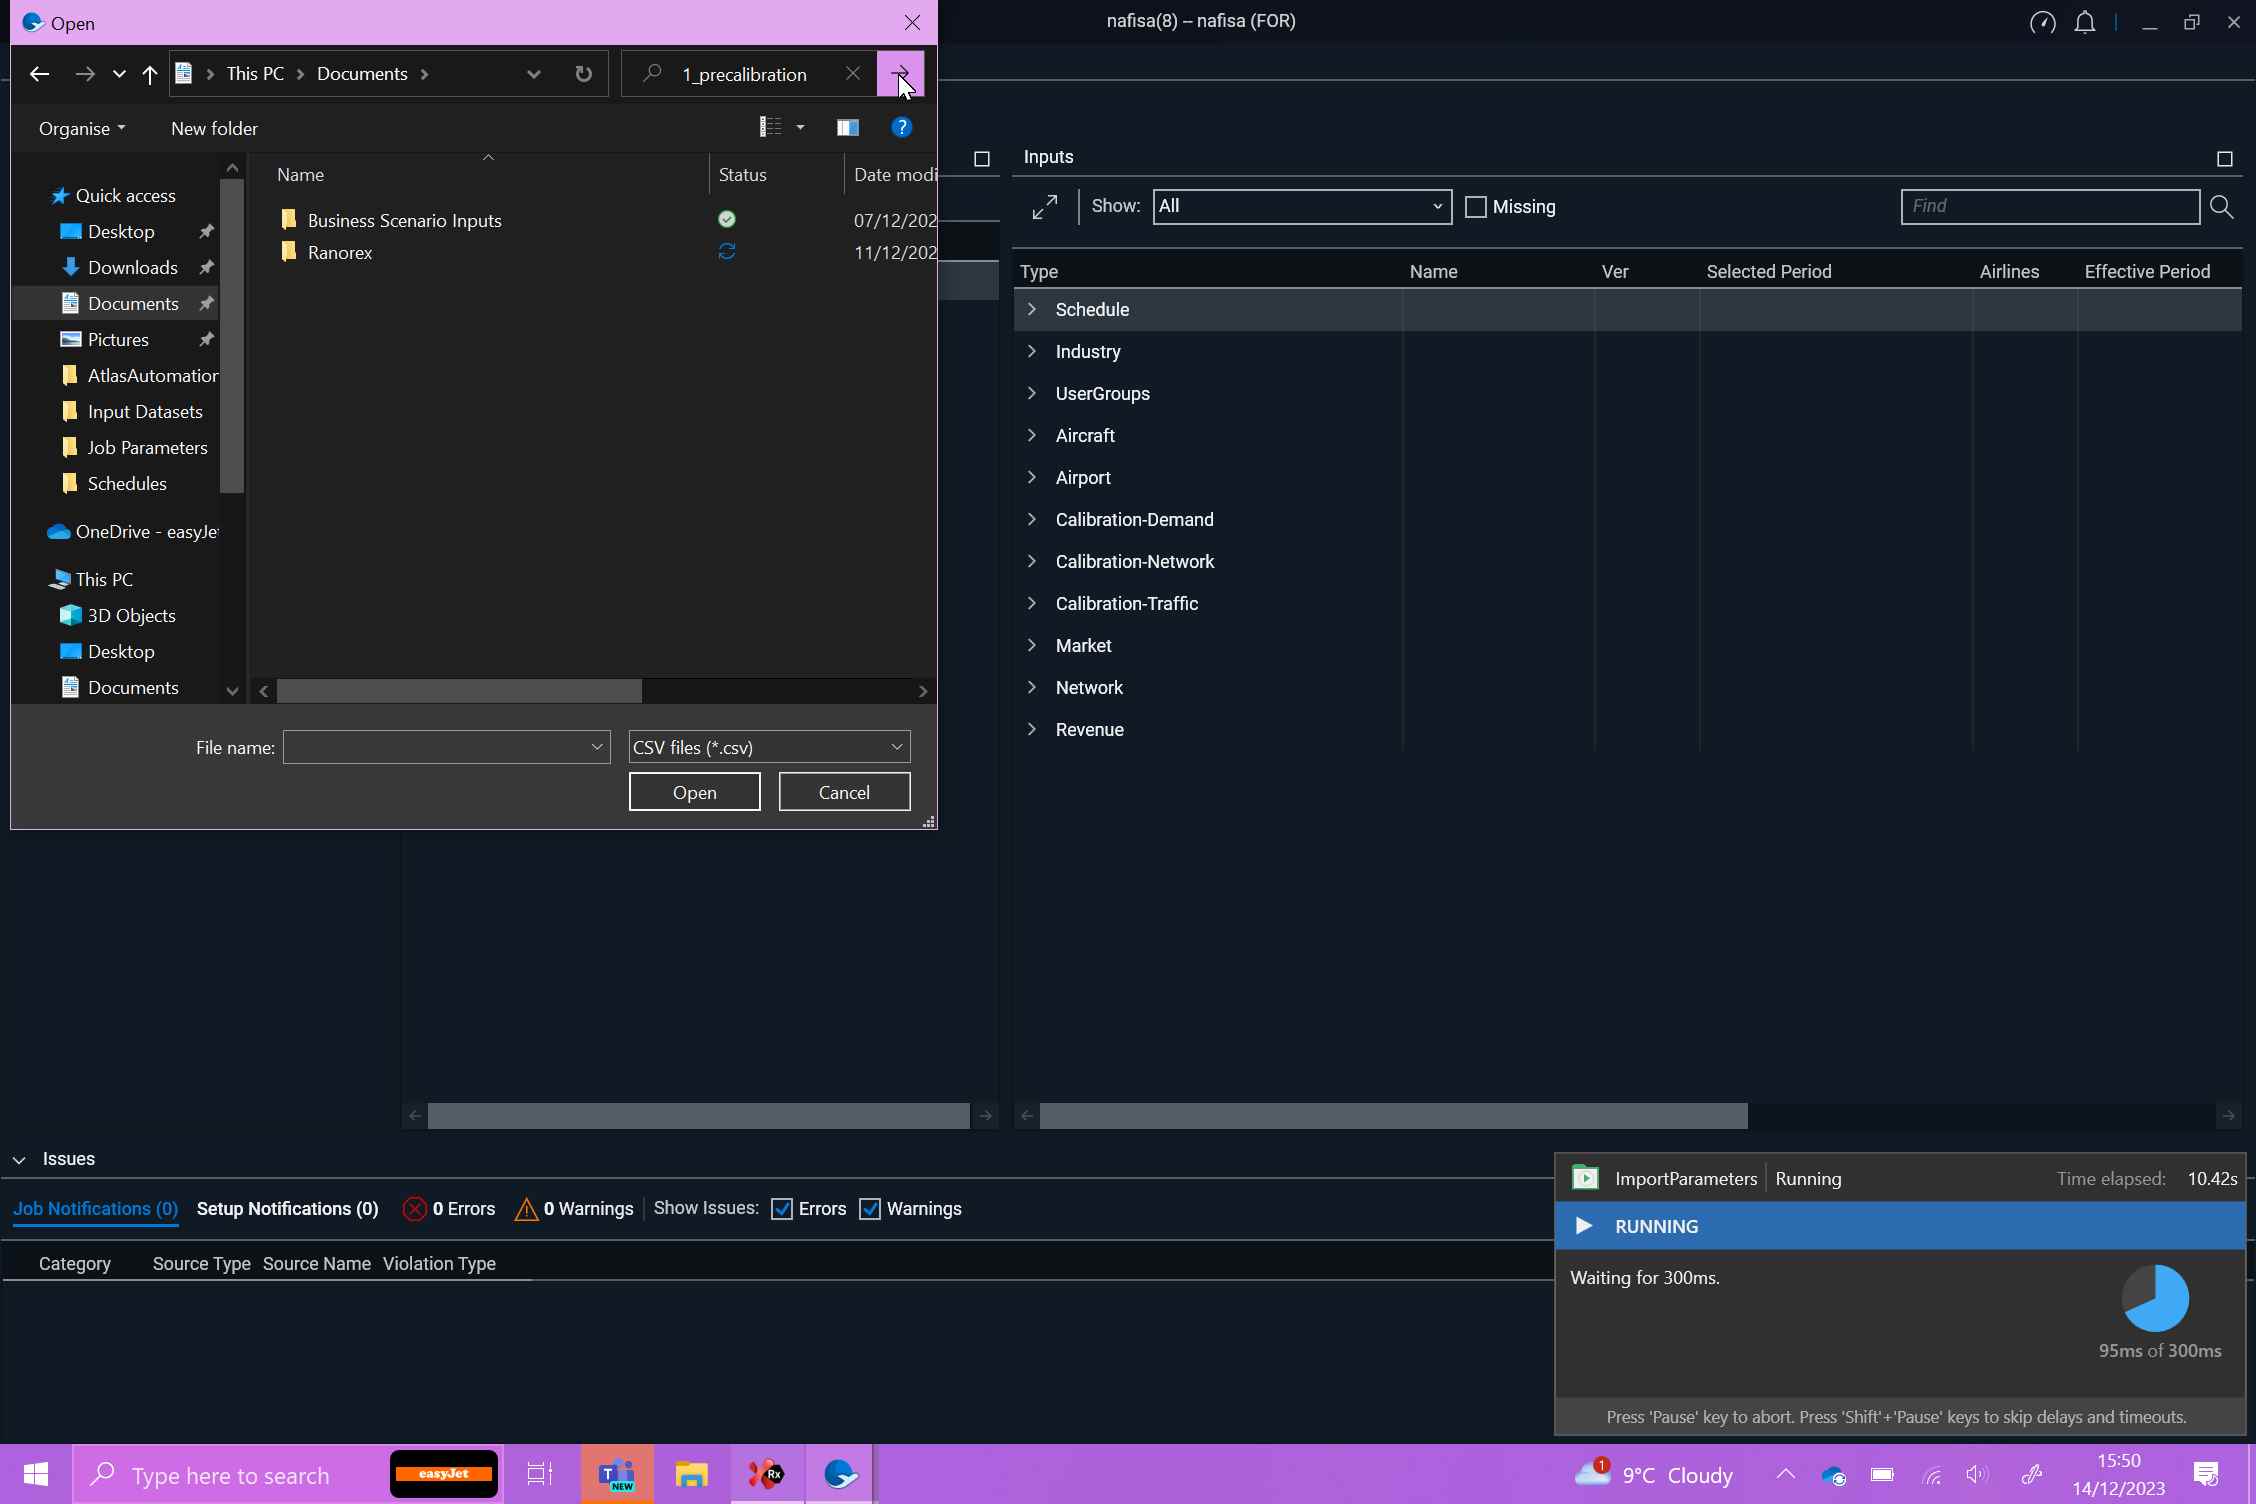 Open
nafisa(8) – nafisa (FOR)
This PC > Documents >
1_precalibration
Organise
New folder
Name
Status
Date modi
Business Scenario Inputs
07/12/202
Ranorex
11/12/202
Quick access
Desktop
Downloads
Documents
Pictures
AtlasAutomation
Input Datasets
Job Parameters
Schedules
OneDrive - easyJet
This PC
3D Objects
Desktop
Documents
File name:
CSV files (*.csv)
Open
Cancel
Inputs
Show: All
Missing
Find
Type Name Ver Selected Period Airlines Effective Period
Schedule
Industry
UserGroups
Aircraft
Airport
Calibration-Demand
Calibration-Network
Calibration-Traffic
Market
Network
Revenue
Issues
Job Notifications (0) Setup Notifications (0) 0 Errors 0 Warnings Show Issues: Errors Warnings
Category Source Type Source Name Violation Type
ImportParameters Running Time elapsed: 10.42s
RUNNING
Waiting for 300ms.
95ms of 300ms
Press 'Pause' key to abort. Press 'Shift'+'Pause' keys to skip delays and timeouts.
Type here to search
easyJet
T
NEW
Rx
1
9°C Cloudy
15:50
14/12/2023